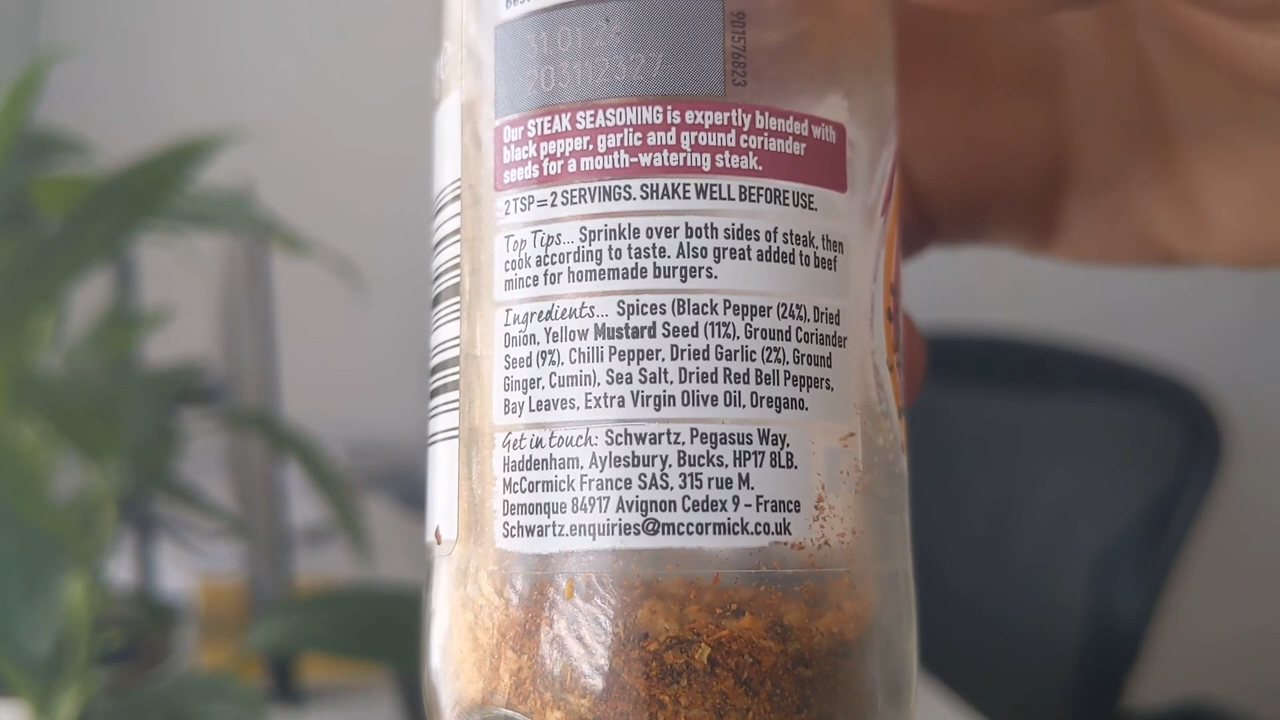 31 01 26
901576823
Our STEAK SEASONING is expertly blended with
black pepper, garlic and ground coriander
seeds for a mouth-watering steak.
2 TSP=2 SERVINGS. SHAKE WELL BEFORE USE.
Top Tips... Sprinkle over both sides of steak, then
cook according to taste. Also great added to beef
mince for homemade burgers.
Ingredients... Spices (Black Pepper (24%), Dried
Onion, Yellow Mustard Seed (11%), Ground Coriander
Seed (9%), Chilli Pepper, Dried Garlic (2%), Ground
Ginger, Cumin), Sea Salt, Dried Red Bell Peppers,
Bay Leaves, Extra Virgin Olive Oil, Oregano.
Get in touch: Schwartz, Pegasus Way,
Haddenham, Aylesbury, Bucks, HP17 8LB.
McCormick France SAS, 315 rue M.
Demonque 84917 Avignon Cedex 9 – France
Schwartz.enquiries@mccormick.co.uk